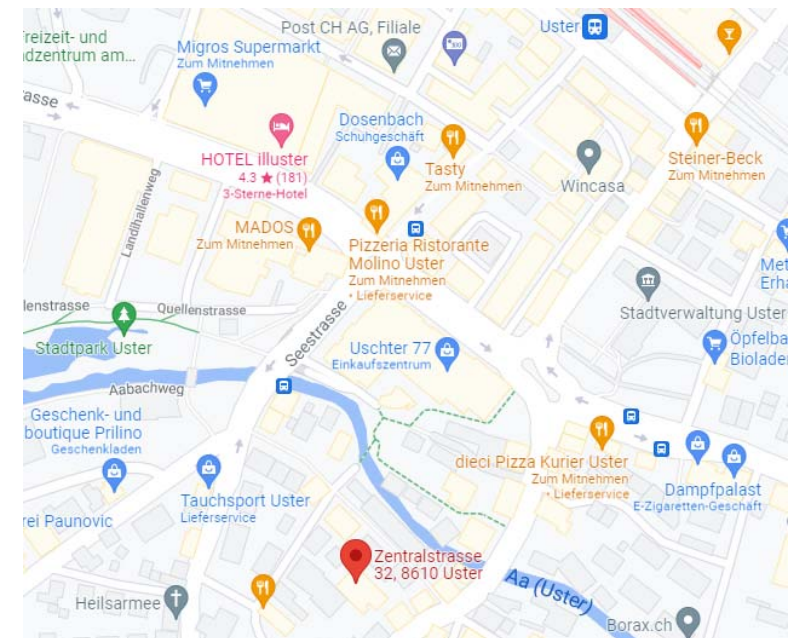 Post CH AG, Filiale
Uster
Freizeit- und
dzentrum am...
Migros Supermarkt
Zum Mitnehmen
asse
Dosenbach
Schuhgeschäft
HOTEL illuster
4.3 ★ (181)
3-Sterne-Hotel
Tasty
Zum Mitnehmen
Steiner-Beck
Zum Mitnehmen
Wincasa
Landihallenweg
MADOS
Zum Mitnehmen
Pizzeria Ristorante
Molino Uster
Zum Mitnehmen
• Lieferservice
Met
Erha
lenstrasse
Quellenstrasse
Seestrasse
Stadtverwaltung Uster
Stadtpark Uster
Uschter 77
Einkaufszentrum
Öpfelba
Bioladen
Aabachweg
Geschenk- und
boutique Prilino
Geschenkladen
dieci Pizza Kurier Uster
Zum Mitnehmen
• Lieferservice
Dampfpalast
E-Zigaretten-Geschäft
Tauchsport Uster
Lieferservice
rei Paunovic
Zentralstrasse
32, 8610 Uster
Aa (Uster)
Heilsarmee
Borax.ch